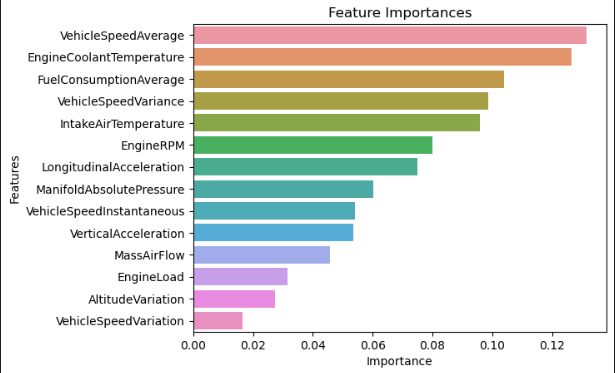 Feature Importances
VehicleSpeedAverage
EngineCoolantTemperature
FuelConsumptionAverage
VehicleSpeedVariance
IntakeAirTemperature
EngineRPM
LongitudinalAcceleration
ManifoldAbsolutePressure
VehicleSpeedInstantaneous
VerticalAcceleration
MassAirFlow
EngineLoad
AltitudeVariation
VehicleSpeedVariation
Features
0.00 0.02 0.04 0.06 0.08 0.10 0.12
Importance